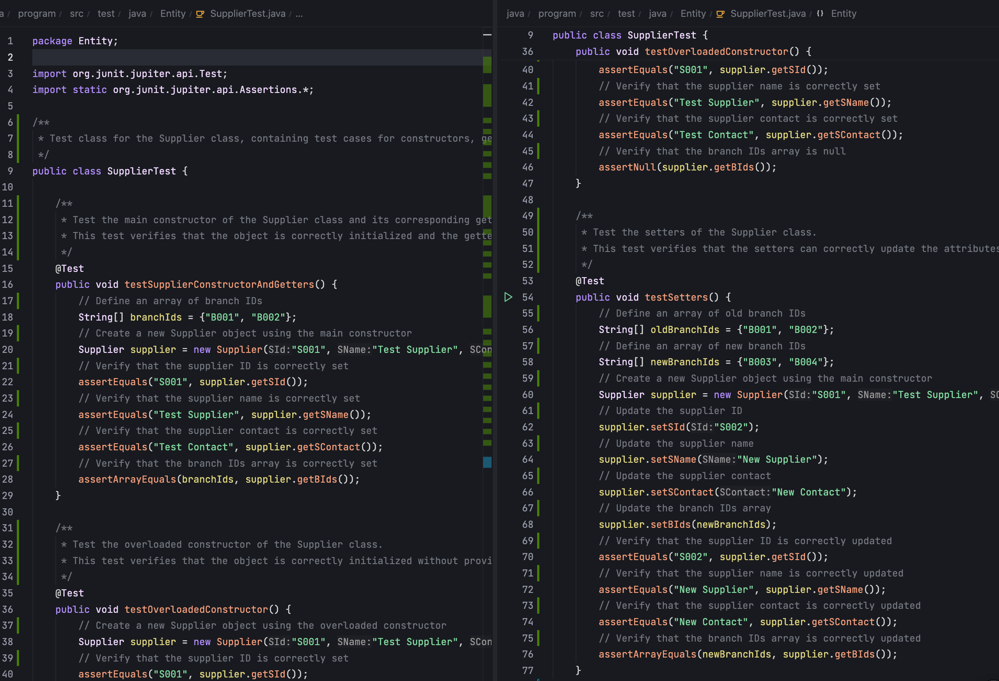 a / program / src / test / java / Entity / SupplierTest.java / ...
1 package Entity;
2
3 import org.junit.jupiter.api.Test;
4 import static org.junit.jupiter.api.Assertions.*;
5
6 /**
7 * Test class for the Supplier class, containing test cases for constructors, ge
8 */
9 public class SupplierTest {
10
11 /**
12 * Test the main constructor of the Supplier class and its corresponding get
13 * This test verifies that the object is correctly initialized and the gette
14 */
15 @Test
16 public void testSupplierConstructorAndGetters() {
17 // Define an array of branch IDs
18 String[] branchIds = {"B001", "B002"};
19 // Create a new Supplier object using the main constructor
20 Supplier supplier = new Supplier(SId:"S001", SName:"Test Supplier", SCon
21 // Verify that the supplier ID is correctly set
22 assertEquals("S001", supplier.getSId());
23 // Verify that the supplier name is correctly set
24 assertEquals("Test Supplier", supplier.getSName());
25 // Verify that the supplier contact is correctly set
26 assertEquals("Test Contact", supplier.getSContact());
27 // Verify that the branch IDs array is correctly set
28 assertArrayEquals(branchIds, supplier.getBIds());
29 }
30
31 /**
32 * Test the overloaded constructor of the Supplier class.
33 * This test verifies that the object is correctly initialized without provi
34 */
35 @Test
36 public void testOverloadedConstructor() {
37 // Create a new Supplier object using the overloaded constructor
38 Supplier supplier = new Supplier(SId:"S001", SName:"Test Supplier", SCon
39 // Verify that the supplier ID is correctly set
40 assertEquals("S001", supplier.getSId());
java / program / src / test / java / Entity / SupplierTest.java / {} Entity
9 public class SupplierTest {
36 public void testOverloadedConstructor() {
40 assertEquals("S001", supplier.getSId());
41 // Verify that the supplier name is correctly set
42 assertEquals("Test Supplier", supplier.getSName());
43 // Verify that the supplier contact is correctly set
44 assertEquals("Test Contact", supplier.getSContact());
45 // Verify that the branch IDs array is null
46 assertNull(supplier.getBIds());
47 }
48
49 /**
50 * Test the setters of the Supplier class.
51 * This test verifies that the setters can correctly update the attributes
52 */
53 @Test
54 public void testSetters() {
55 // Define an array of old branch IDs
56 String[] oldBranchIds = {"B001", "B002"};
57 // Define an array of new branch IDs
58 String[] newBranchIds = {"B003", "B004"};
59 // Create a new Supplier object using the main constructor
60 Supplier supplier = new Supplier(SId:"S001", SName:"Test Supplier", SC
61 // Update the supplier ID
62 supplier.setSId(SId:"S002");
63 // Update the supplier name
64 supplier.setSName(SName:"New Supplier");
65 // Update the supplier contact
66 supplier.setSContact(SContact:"New Contact");
67 // Update the branch IDs array
68 supplier.setBIds(newBranchIds);
69 // Verify that the supplier ID is correctly updated
70 assertEquals("S002", supplier.getSId());
71 // Verify that the supplier name is correctly updated
72 assertEquals("New Supplier", supplier.getSName());
73 // Verify that the supplier contact is correctly updated
74 assertEquals("New Contact", supplier.getSContact());
75 // Verify that the branch IDs array is correctly updated
76 assertArrayEquals(newBranchIds, supplier.getBIds());
77 }